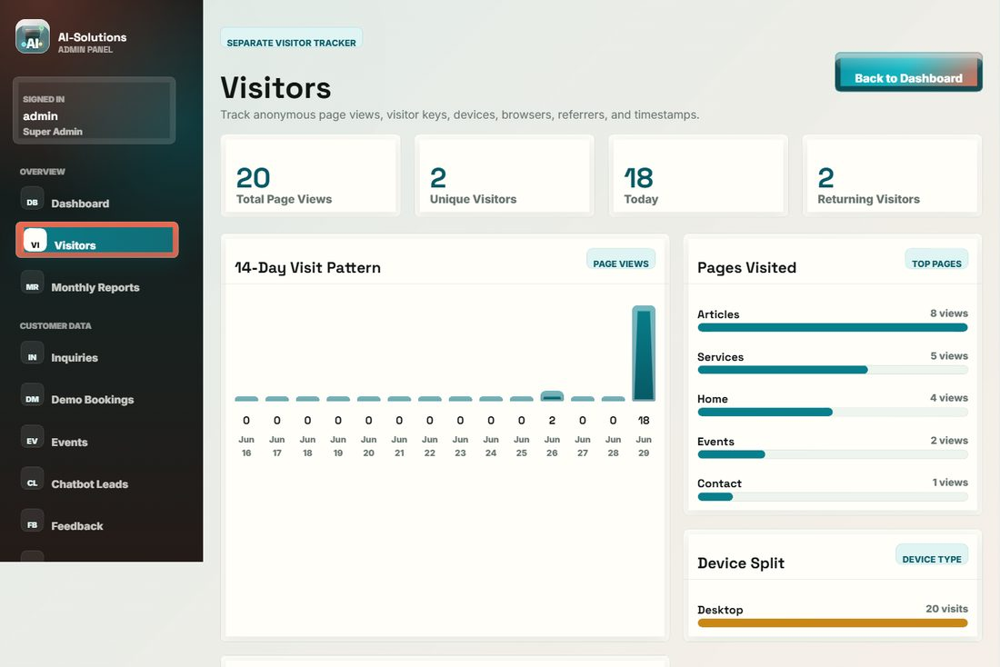 AI
AI-Solutions
ADMIN PANEL
SIGNED IN
admin
Super Admin
OVERVIEW
DB Dashboard
VI Visitors
MR Monthly Reports
CUSTOMER DATA
IN Inquiries
DM Demo Bookings
EV Events
CL Chatbot Leads
FB Feedback
SEPARATE VISITOR TRACKER
Visitors
Track anonymous page views, visitor keys, devices, browsers, referrers, and timestamps.
Back to Dashboard
20
Total Page Views
2
Unique Visitors
18
Today
2
Returning Visitors
14-Day Visit Pattern
PAGE VIEWS
0 0 0 0 0 0 0 0 0 0 2 0 0 18
Jun Jun Jun Jun Jun Jun Jun Jun Jun Jun Jun Jun Jun Jun
16 17 18 19 20 21 22 23 24 25 26 27 28 29
Pages Visited
TOP PAGES
Articles 8 views
Services 5 views
Home 4 views
Events 2 views
Contact 1 views
Device Split
DEVICE TYPE
Desktop 20 visits